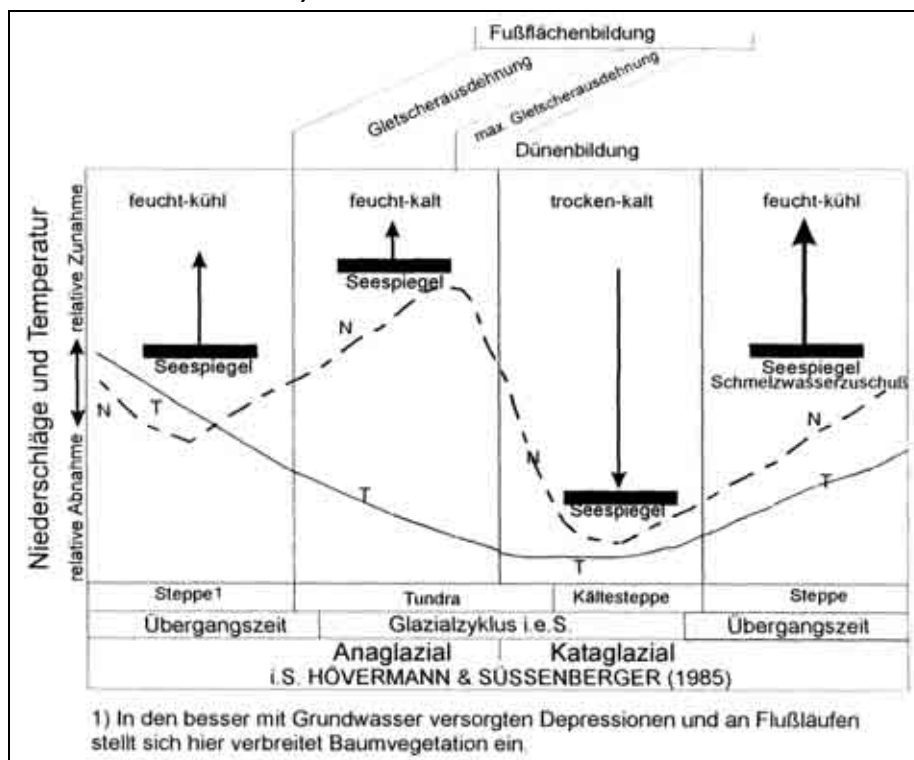 Fußflächenbildung
Gletscherausdehnung
max. Gletscherausdehnung
Dünenbildung
feucht-kühl
feucht-kalt
trocken-kalt
feucht-kühl
Niederschläge und Temperatur
relative Abnahme
relative Zunahme
Seespiegel
Seespiegel
Seespiegel
Seespiegel
Schmelzwasserzuschuß
N
T
N
T
N
T
N
T
Steppe1
Tundra
Kältesteppe
Steppe
Übergangszeit
Glazialzyklus i.e.S.
Übergangszeit
Anaglazial
Kataglazial
i.S. HÖVERMANN & SÜSSENBERGER (1985)
1) In den besser mit Grundwasser versorgten Depressionen und an Flußläufen
stellt sich hier verbreitet Baumvegetation ein.